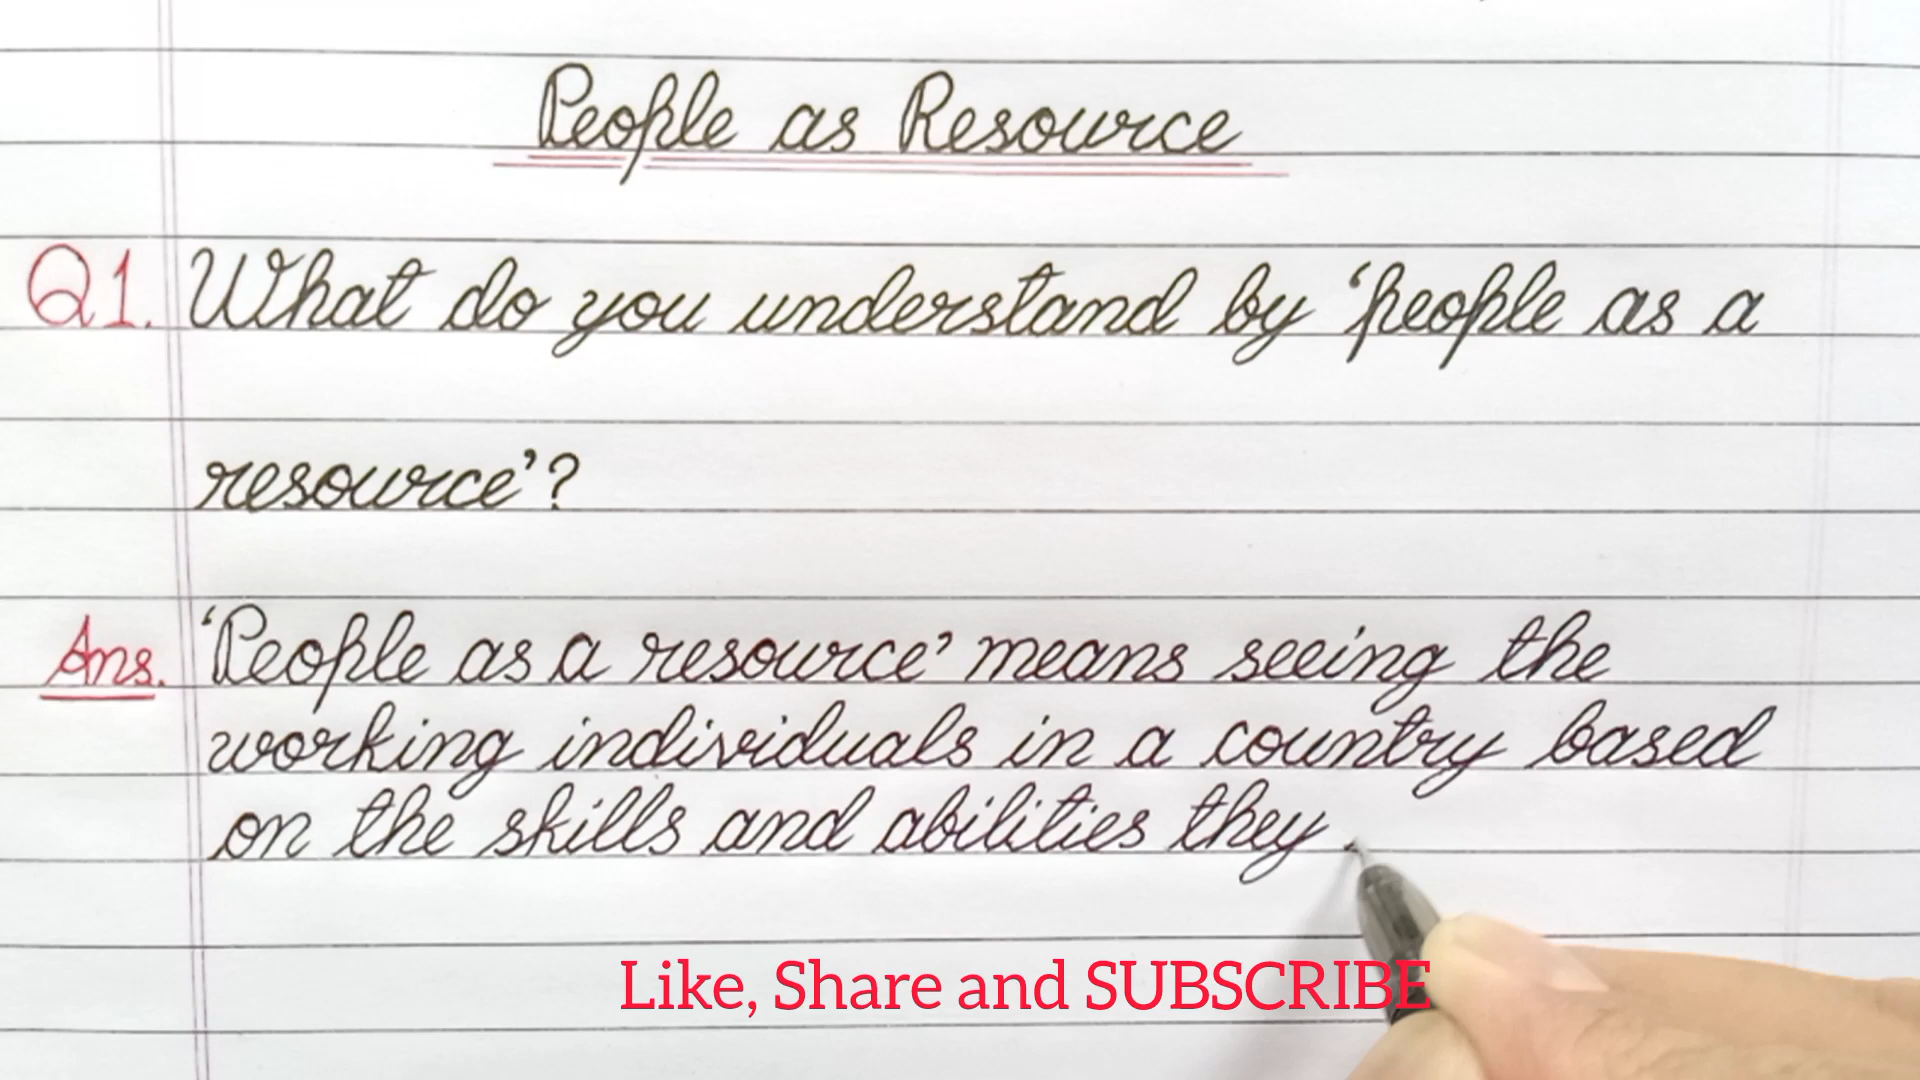 People as Resource
Q1. What do you understand by ‘people as a
resource’?
Ans. ‘People as a resource’ means seeing the
working individuals in a country based
on the skills and abilities they
Like, Share and SUBSCRIBE